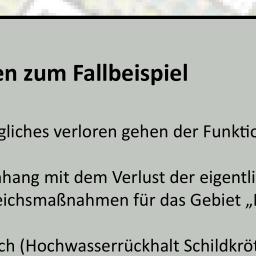 en zum Fallbeispiel
gliches verloren gehen der Funktio
hang mit dem Verlust der eigentli
eichsmaßnahmen für das Gebiet „
ch (Hochwasserrückhalt Schildkröt